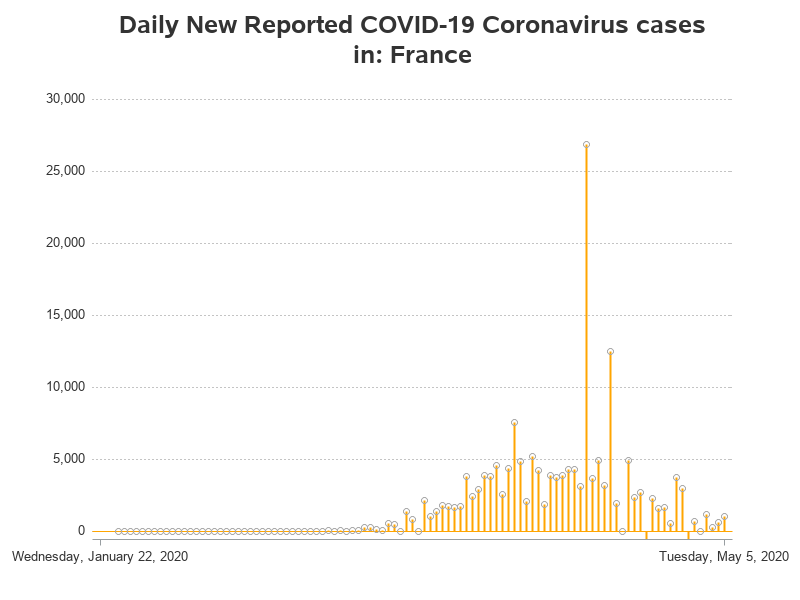 Daily New Reported COVID-19 Coronavirus cases
in: France
30,000
25,000
20,000
15,000
10,000
5,000
0
Wednesday, January 22, 2020
Tuesday, May 5, 2020